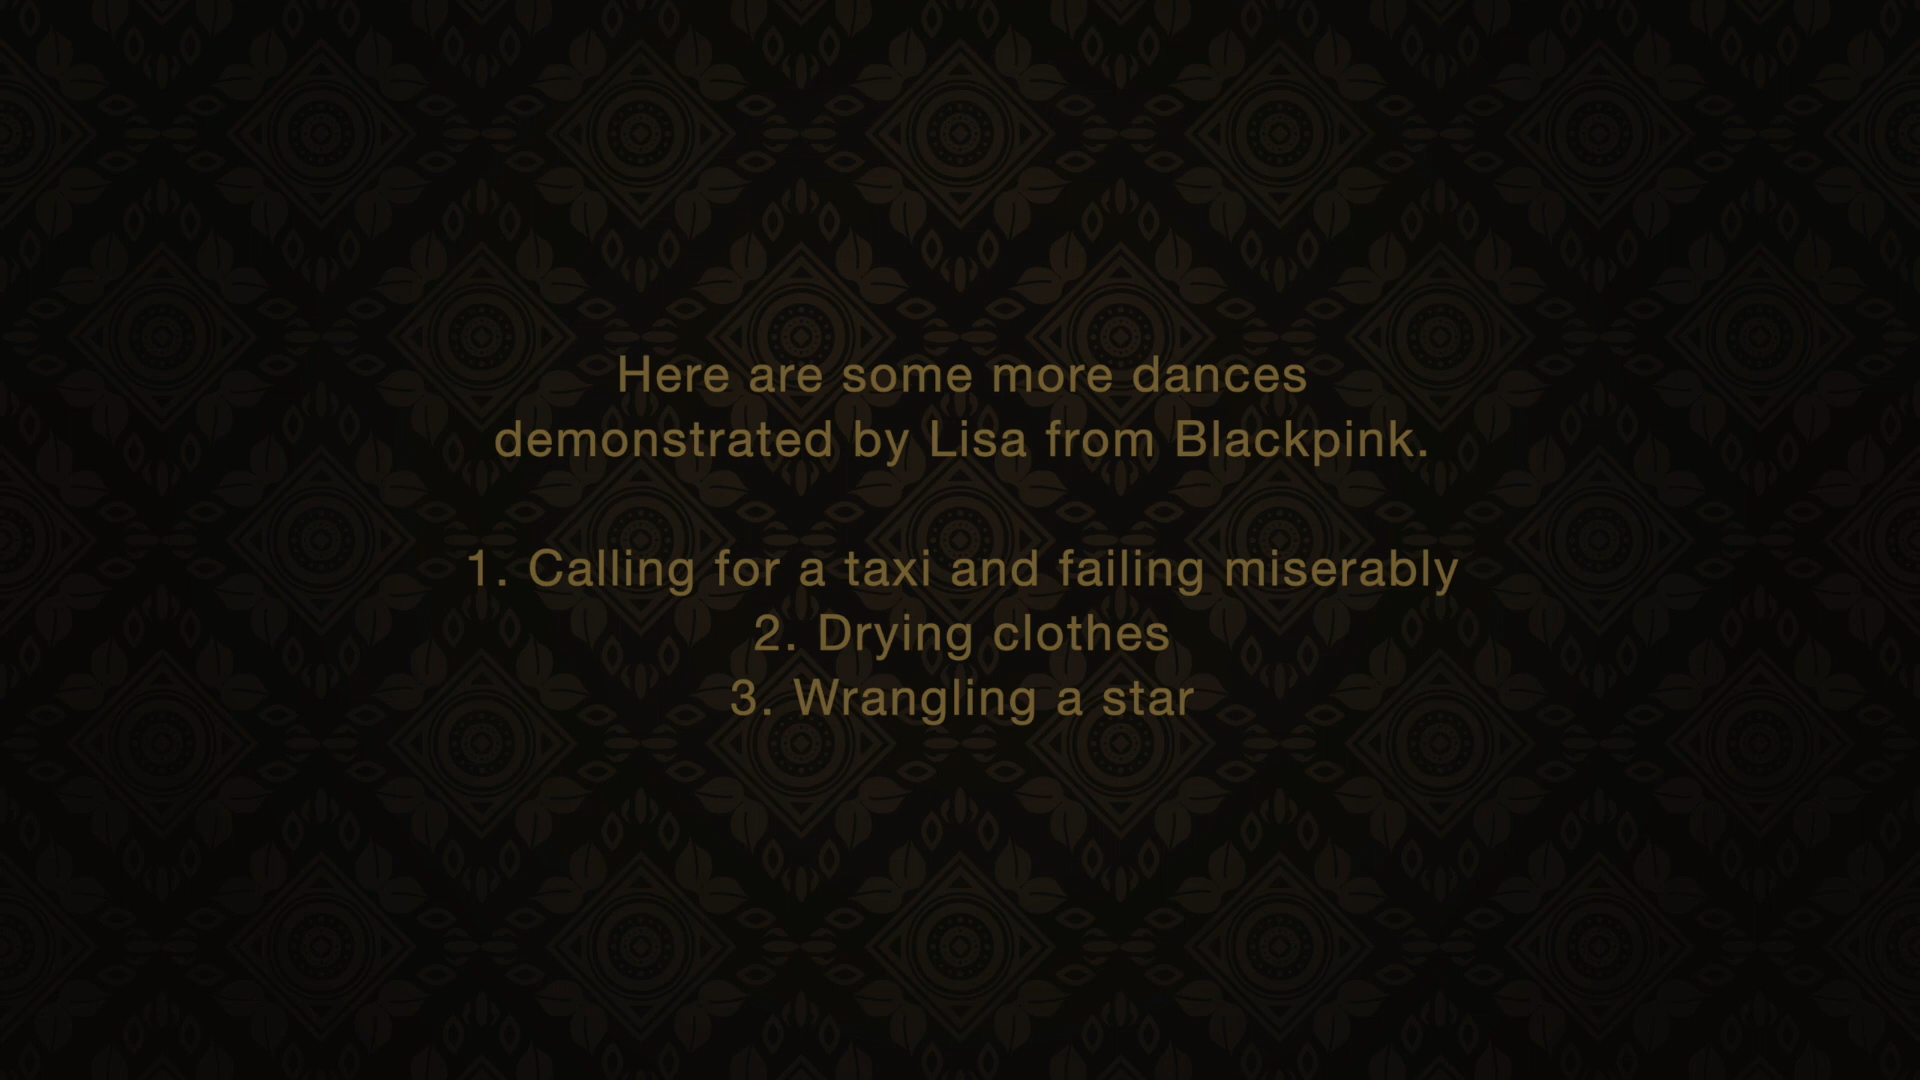 Here are some more dances
demonstrated by Lisa from Blackpink.
1. Calling for a taxi and failing miserably
2. Drying clothes
3. Wrangling a star